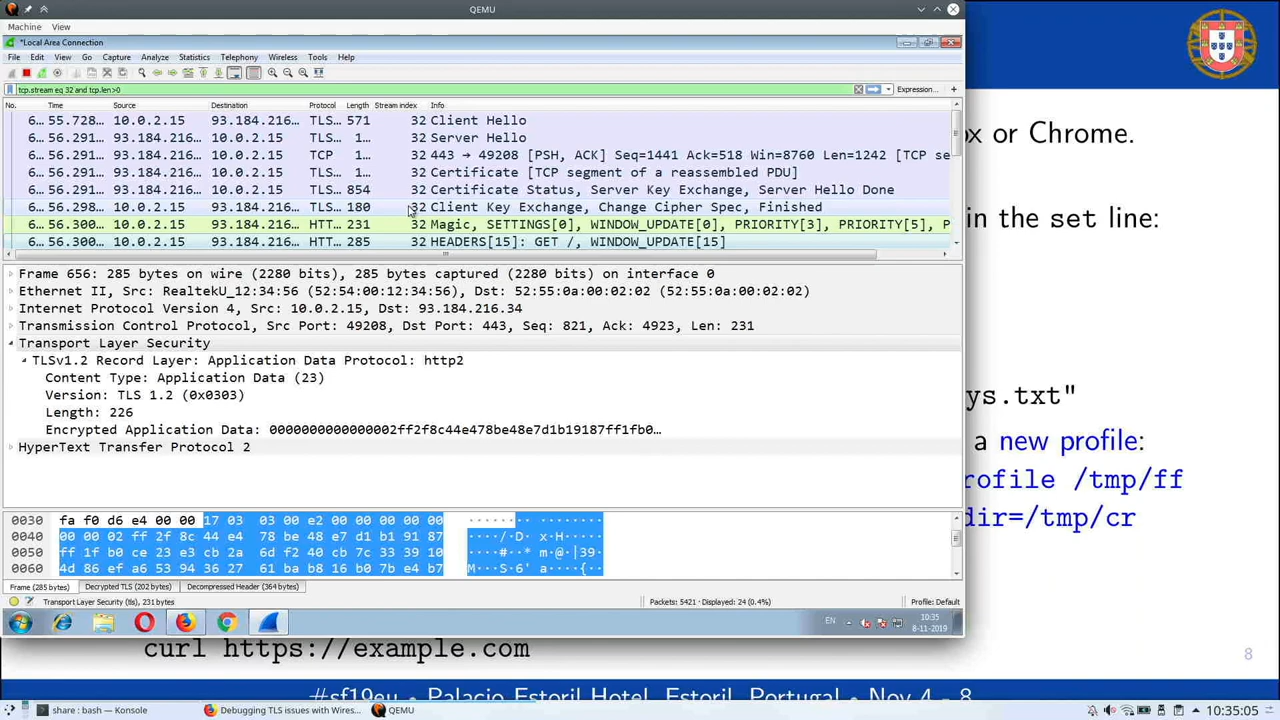 QEMU
Machine View
*Local Area Connection
File Edit View Go Capture Analyze Statistics Telephony Wireless Tools Help
tcp.stream eq 32 and tcp.len>0
Expression… +
No. Time Source Destination Protocol Length Stream index Info
6… 55.728… 10.0.2.15 93.184.216… TLS… 571 32 Client Hello
6… 56.291… 93.184.216… 10.0.2.15 TLS… 1… 32 Server Hello
6… 56.291… 93.184.216… 10.0.2.15 TCP 1… 32 443 → 49208 [PSH, ACK] Seq=1441 Ack=518 Win=8760 Len=1242 [TCP se
6… 56.291… 93.184.216… 10.0.2.15 TLS… 1… 32 Certificate [TCP segment of a reassembled PDU]
6… 56.291… 93.184.216… 10.0.2.15 TLS… 854 32 Certificate Status, Server Key Exchange, Server Hello Done
6… 56.298… 10.0.2.15 93.184.216… TLS… 180 32 Client Key Exchange, Change Cipher Spec, Finished
6… 56.300… 10.0.2.15 93.184.216… HTT… 231 32 Magic, SETTINGS[0], WINDOW_UPDATE[0], PRIORITY[3], PRIORITY[5], P
6… 56.300… 10.0.2.15 93.184.216… HTT… 285 32 HEADERS[15]: GET /, WINDOW_UPDATE[15]
Frame 656: 285 bytes on wire (2280 bits), 285 bytes captured (2280 bits) on interface 0
Ethernet II, Src: RealtekU_12:34:56 (52:54:00:12:34:56), Dst: 52:55:0a:00:02:02 (52:55:0a:00:02:02)
Internet Protocol Version 4, Src: 10.0.2.15, Dst: 93.184.216.34
Transmission Control Protocol, Src Port: 49208, Dst Port: 443, Seq: 821, Ack: 4923, Len: 231
Transport Layer Security
TLSv1.2 Record Layer: Application Data Protocol: http2
Content Type: Application Data (23)
Version: TLS 1.2 (0x0303)
Length: 226
Encrypted Application Data: 0000000000000002ff2f8c44e478be48e7d1b19187ff1fb0…
HyperText Transfer Protocol 2
0030 fa f0 d6 e4 00 00 17 03 03 00 e2 00 00 00 00 00 ········ ········
0040 00 00 02 ff 2f 8c 44 e4 78 be 48 e7 d1 b1 91 87 ····/·D· x·H·····
0050 ff 1f b0 ce 23 e3 cb 2a 6d f2 40 cb 7c 33 39 10 ····#··* m·@·|39·
0060 4d 86 ef a6 53 94 36 27 61 ba b8 16 b0 7b e4 b7 M···S·6' a····{··
Frame (285 bytes) Decrypted TLS (202 bytes) Decompressed Header (364 bytes)
Transport Layer Security (tls), 231 bytes Packets: 5421 · Displayed: 24 (0.4%) Profile: Default
EN 10:35
8-11-2019
ox or Chrome.
in the set line:
ys.txt"
a new profile:
rofile /tmp/ff
dir=/tmp/cr
curl https://example.com
8
#sf19eu • Palacio Estoril Hotel, Estoril, Portugal • Nov 4 - 8
share : bash — Konsole Debugging TLS issues with Wires… QEMU 10:35:05